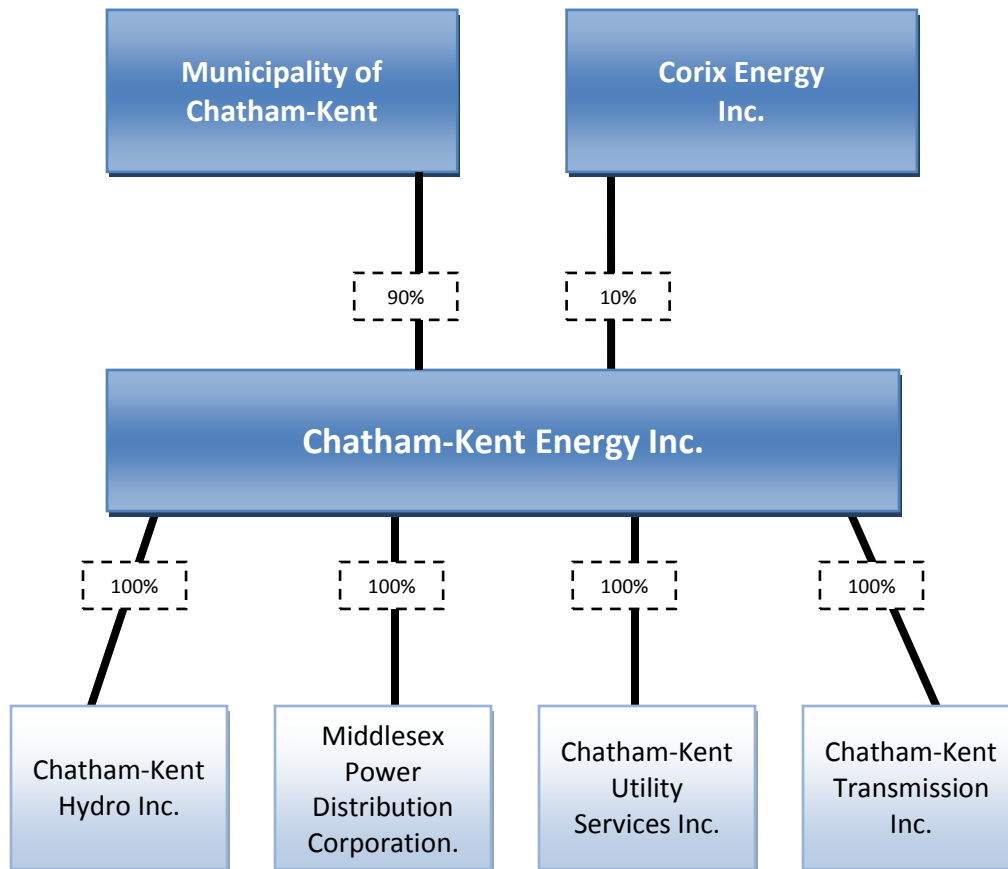 Municipality of
Chatham-Kent
Corix Energy
Inc.
90%
10%
Chatham-Kent Energy Inc.
100%
100%
100%
100%
Chatham-Kent
Hydro Inc.
Middlesex
Power
Distribution
Corporation.
Chatham-Kent
Utility
Services Inc.
Chatham-Kent
Transmission
Inc.